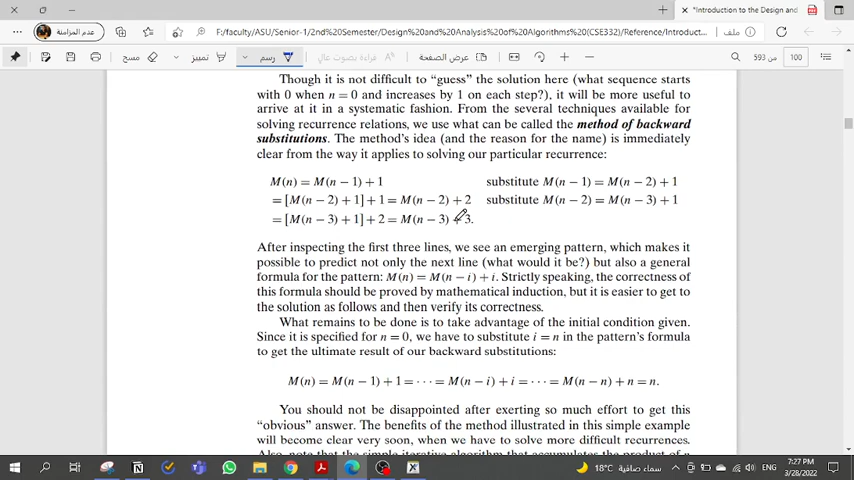 *Introduction to the Design and
عدم المزامنة
F:/faculty/ASU/Senior-1/2nd%20Semester/Design%20and%20Analysis%20of%20Algorithms%20(CSE332)/Reference/Introduct...
ملف
رسم
تمييز
قراءة بصوت عال
عرض الصفحة
من 593
100
Though it is not difficult to “guess” the solution here (what sequence starts
with 0 when n = 0 and increases by 1 on each step?), it will be more useful to
arrive at it in a systematic fashion. From the several techniques available for
solving recurrence relations, we use what can be called the method of backward
substitutions. The method’s idea (and the reason for the name) is immediately
clear from the way it applies to solving our particular recurrence:
M(n) = M(n − 1) + 1 substitute M(n − 1) = M(n − 2) + 1
= [M(n − 2) + 1] + 1 = M(n − 2) + 2 substitute M(n − 2) = M(n − 3) + 1
= [M(n − 3) + 1] + 2 = M(n − 3) + 3.
After inspecting the first three lines, we see an emerging pattern, which makes it
possible to predict not only the next line (what would it be?) but also a general
formula for the pattern: M(n) = M(n − i) + i. Strictly speaking, the correctness of
this formula should be proved by mathematical induction, but it is easier to get to
the solution as follows and then verify its correctness.
What remains to be done is to take advantage of the initial condition given.
Since it is specified for n = 0, we have to substitute i = n in the pattern’s formula
to get the ultimate result of our backward substitutions:
M(n) = M(n − 1) + 1 = · · · = M(n − i) + i = · · · = M(n − n) + n = n.
You should not be disappointed after exerting so much effort to get this
“obvious” answer. The benefits of the method illustrated in this simple example
will become clear very soon, when we have to solve more difficult recurrences.
Also, note that the simple iterative algorithm that accumulates the product of n
18°C سماء صافية
ENG
7:27 PM
3/28/2022